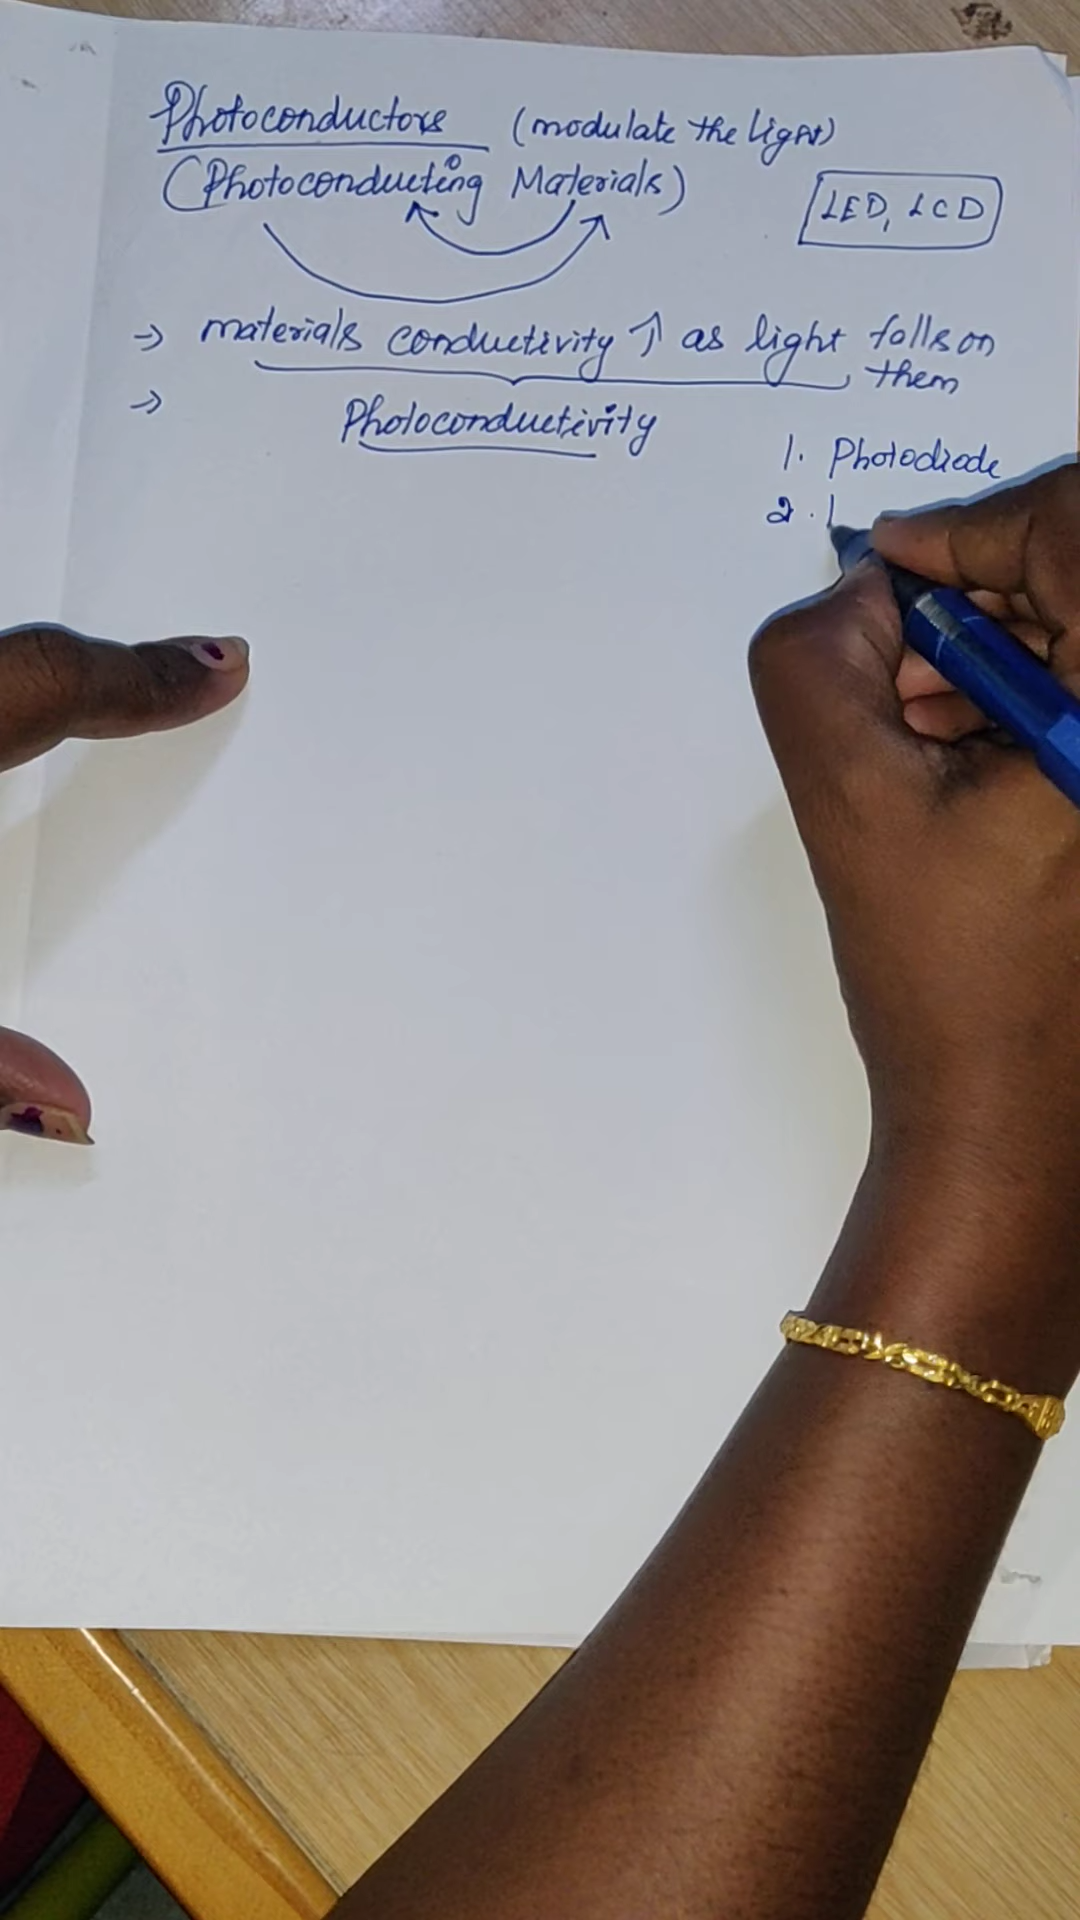 Photoconductors (modulate the light)
(Photoconducting Materials)
LED, LCD
→ materials conductivity ↑ as light falls on
them
→ Photoconductivity
1. Photodiode
2.